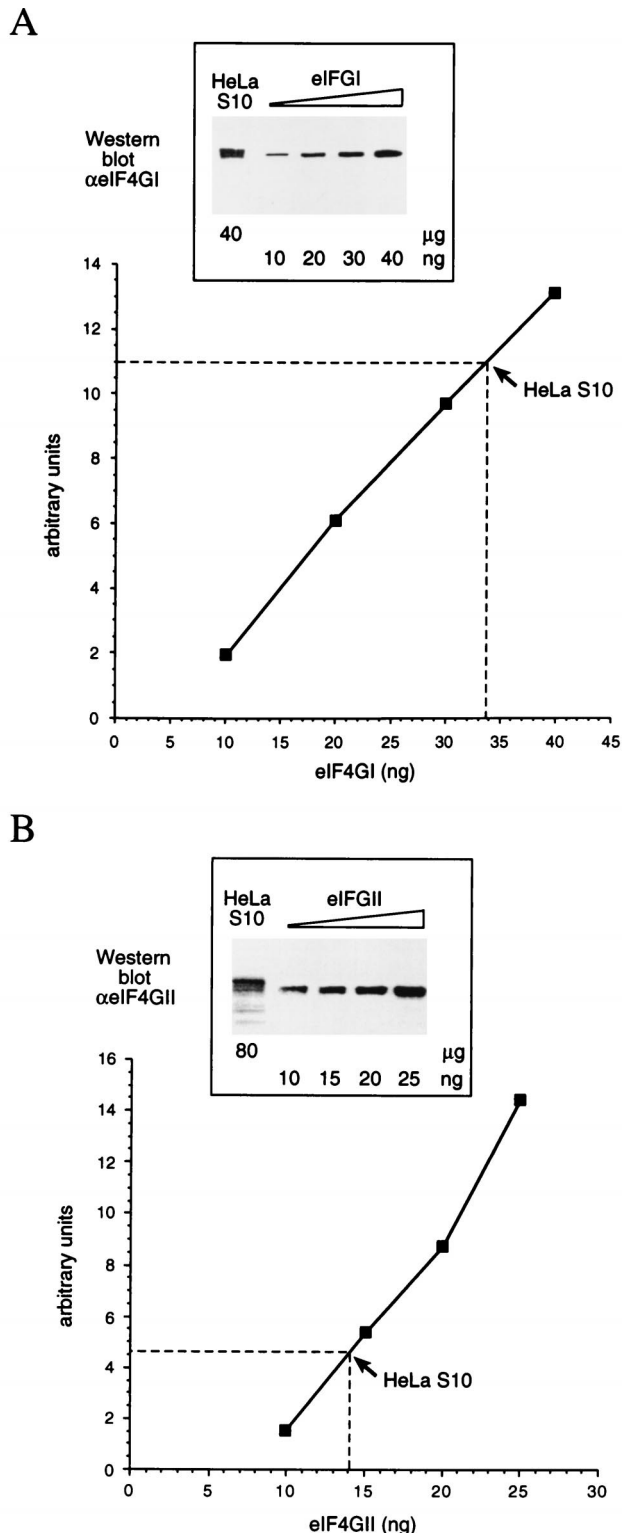 A
HeLa
S10
eIFGI
Western
blot
αeIF4GI
40
μg
10 20 30 40 ng
14
12
10
8
6
4
2
0
arbitrary units
HeLa S10
0 5 10 15 20 25 30 35 40 45
eIF4GI (ng)
B
HeLa
S10
eIFGII
Western
blot
αeIF4GII
80
μg
10 15 20 25 ng
16
14
12
10
8
6
4
2
0
arbitrary units
HeLa S10
0 5 10 15 20 25 30
eIF4GII (ng)